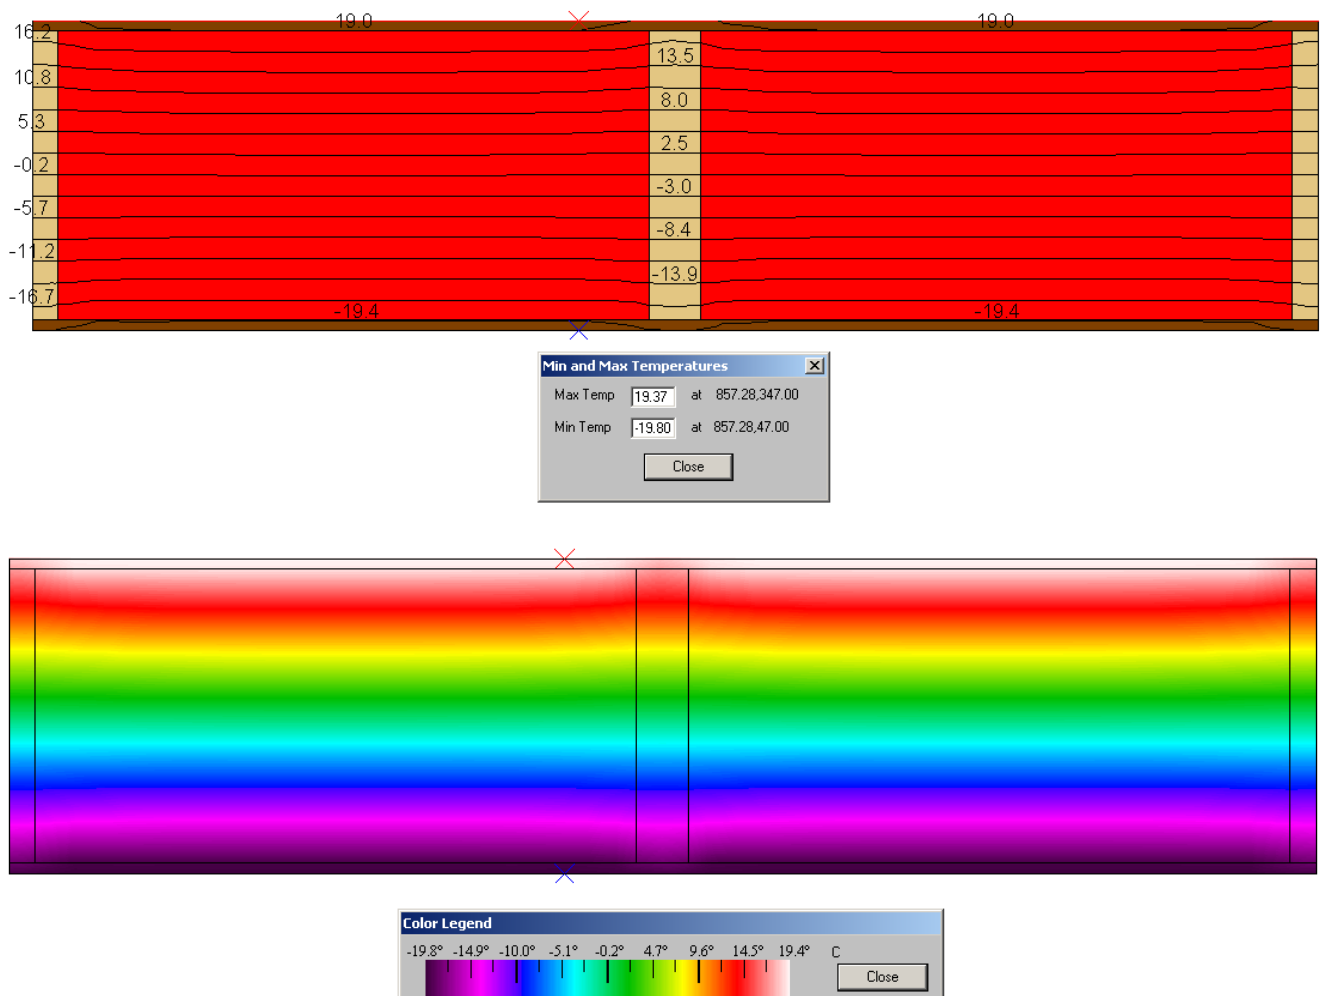 19.0 19.0
16.2
13.5
10.8
8.0
5.3
2.5
-0.2
-3.0
-5.7
-8.4
-11.2
-13.9
-16.7
-19.4 -19.4
Min and Max Temperatures
Max Temp 19.37 at 857.28,347.00
Min Temp -19.80 at 857.28,47.00
Close
Color Legend
-19.8° -14.9° -10.0° -5.1° -0.2° 4.7° 9.6° 14.5° 19.4° C
Close